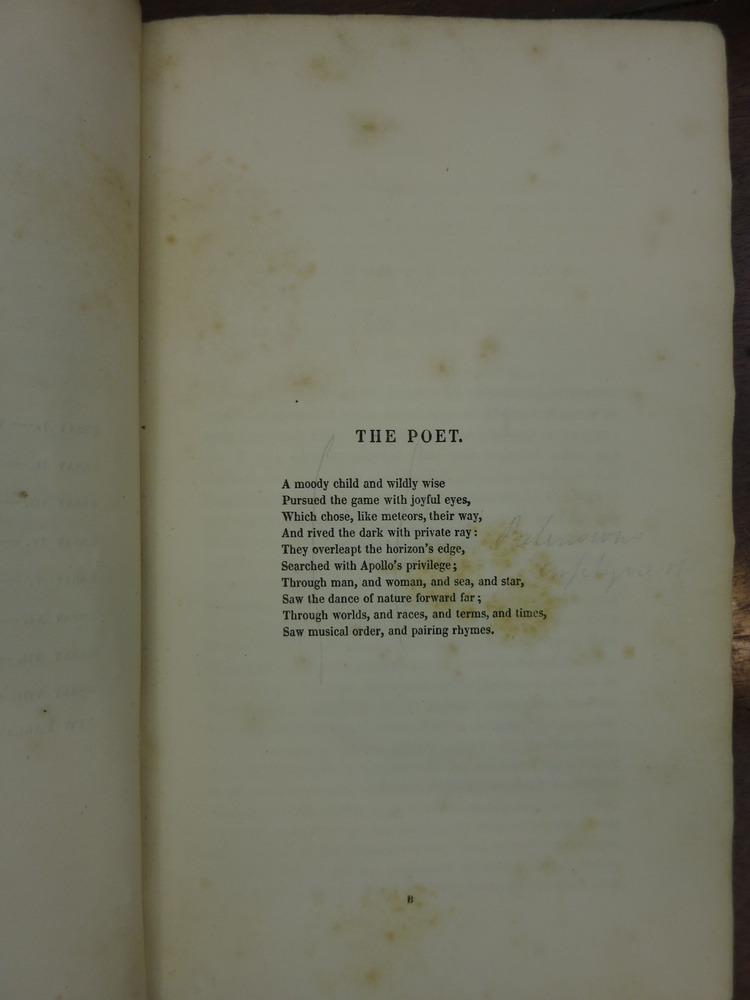 THE POET.
A moody child and wildly wise
Pursued the game with joyful eyes,
Which chose, like meteors, their way,
And rived the dark with private ray:
They overleapt the horizon's edge,
Searched with Apollo's privilege;
Through man, and woman, and sea, and star,
Saw the dance of nature forward far;
Through worlds, and races, and terms, and times,
Saw musical order, and pairing rhymes.
B